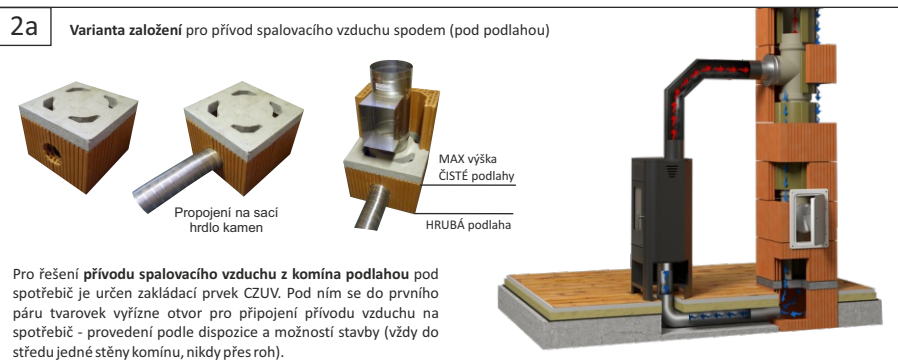 2a
Varianta založení pro přívod spalovacího vzduchu spodem (pod podlahou)
MAX výška
ČISTÉ podlahy
Propojení na sací
hrdlo kamen
HRUBÁ podlaha
Pro řešení přívodu spalovacího vzduchu z komína podlahou pod
spotřebič je určen zakládací prvek CZUV. Pod ním se do prvního
páru tvarovek vyřízne otvor pro připojení přívodu vzduchu na
spotřebič - provedení podle dispozice a možností stavby (vždy do
středu jedné stěny komínu, nikdy přes roh).